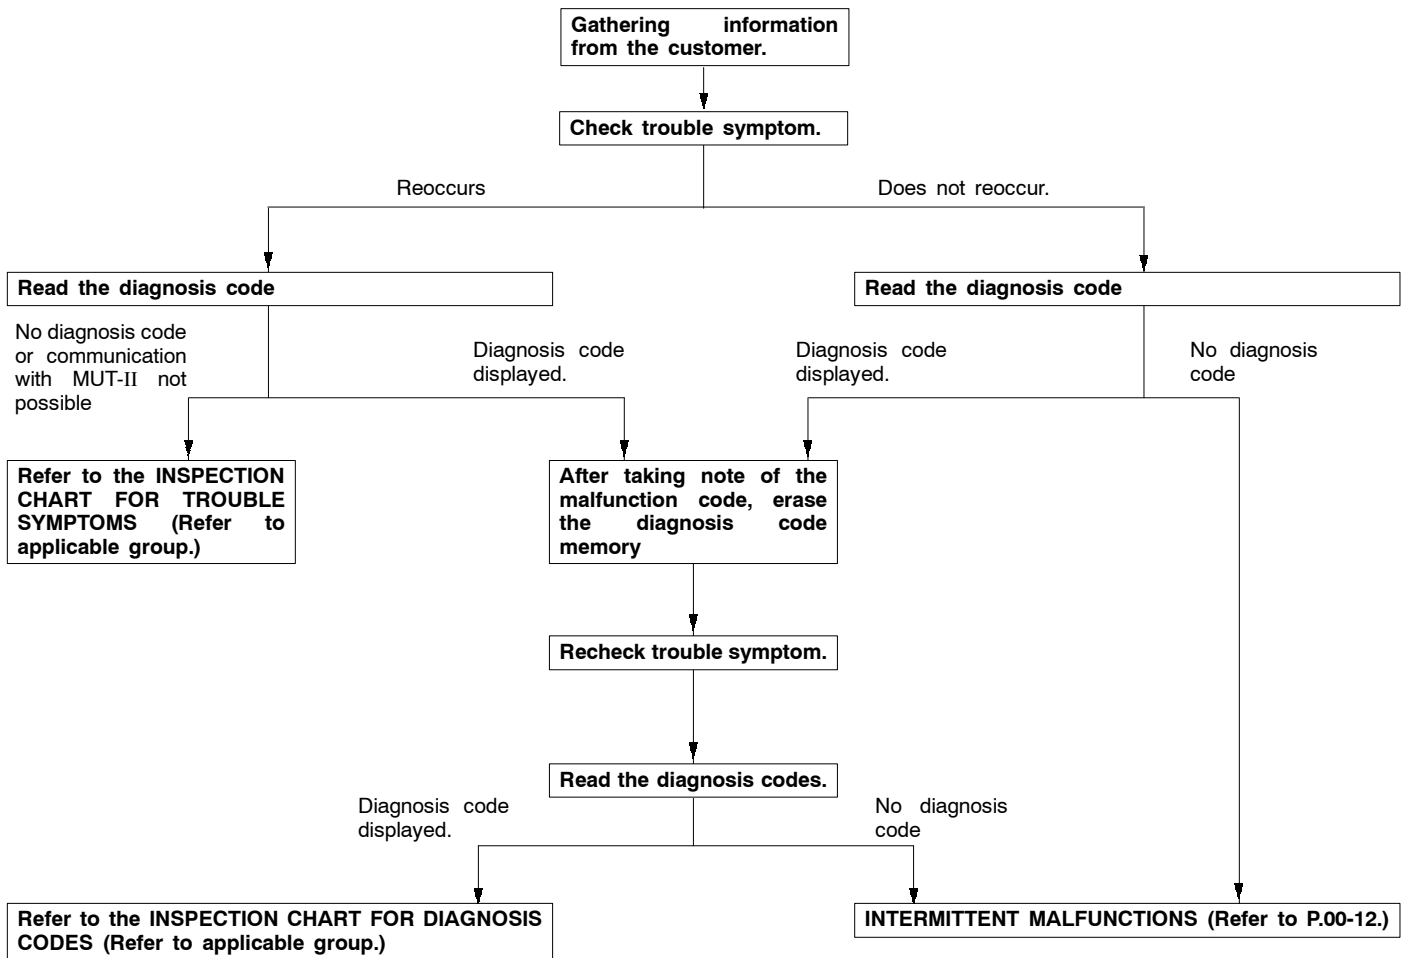 Gathering information
from the customer.
Check trouble symptom.
Reoccurs
Does not reoccur.
Read the diagnosis code
Read the diagnosis code
No diagnosis code
or communication
with MUT-II not
possible
Diagnosis code
displayed.
Diagnosis code
displayed.
No diagnosis
code
Refer to the INSPECTION
CHART FOR TROUBLE
SYMPTOMS (Refer to
applicable group.)
After taking note of the
malfunction code, erase
the diagnosis code
memory
Recheck trouble symptom.
Read the diagnosis codes.
Diagnosis code
displayed.
No diagnosis
code
Refer to the INSPECTION CHART FOR DIAGNOSIS
CODES (Refer to applicable group.)
INTERMITTENT MALFUNCTIONS (Refer to P.00-12.)